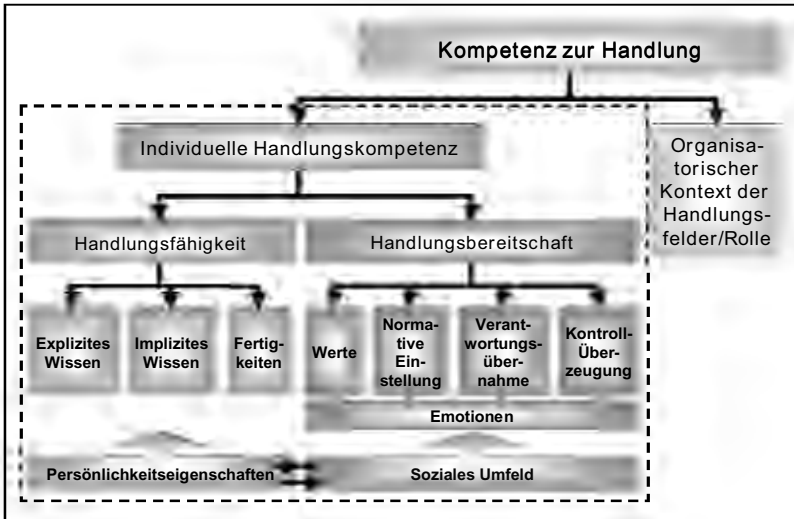 Kompetenz zur Handlung
Individuelle Handlungskompetenz
Organisa-
torischer
Kontext der
Handlungs-
felder/Rolle
Handlungsfähigkeit
Handlungsbereitschaft
Explizites
Wissen
Implizites
Wissen
Fertig-
keiten
Werte
Norma-
tive
Ein-
stellung
Verant-
wortungs-
über-
nahme
Kontroll-
Über-
zeugung
Emotionen
Persönlichkeitseigenschaften
Soziales Umfeld